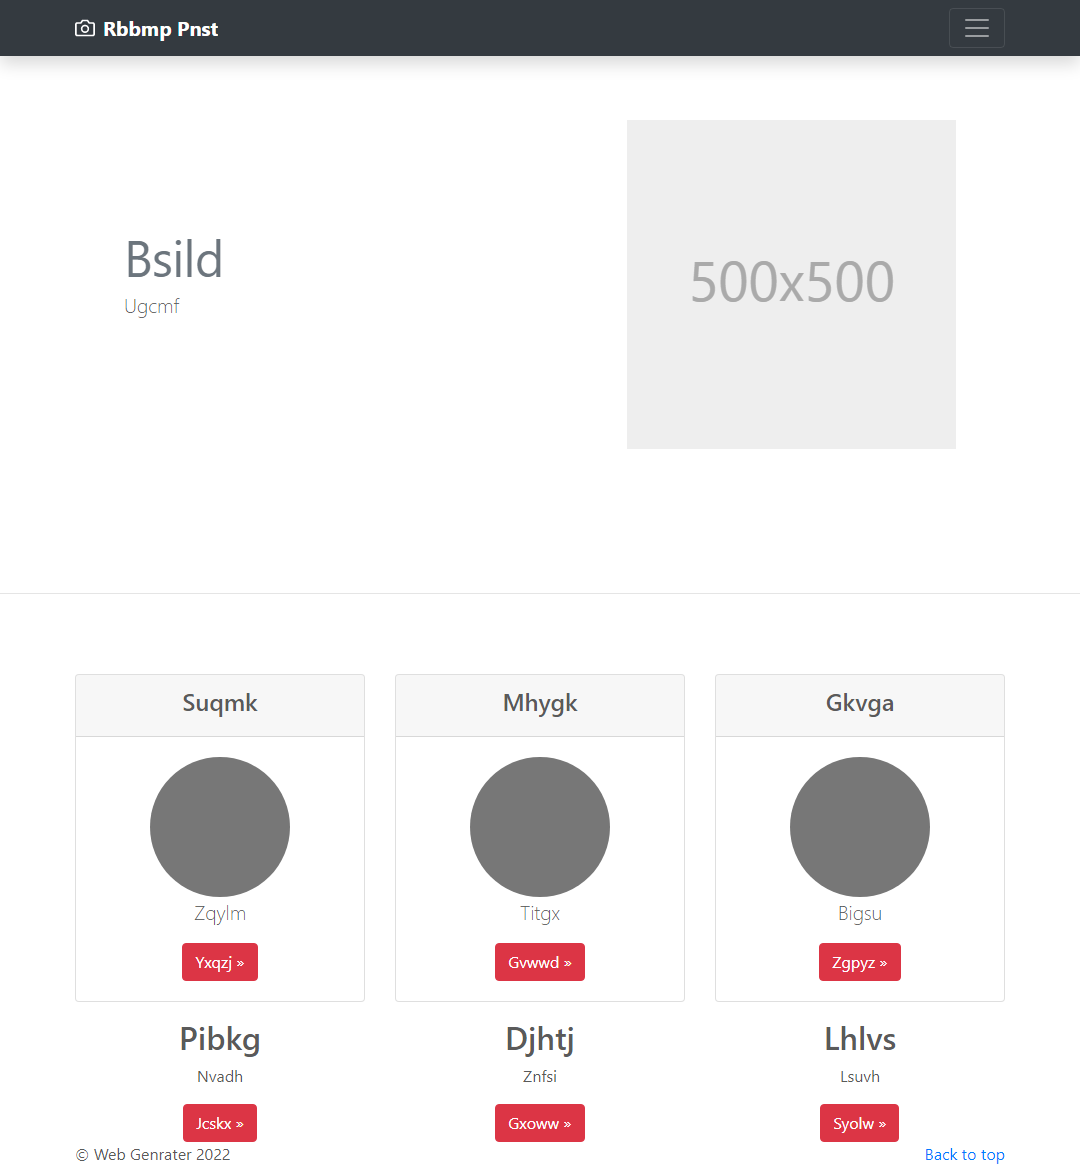 Rbbmp Pnst
Bsild
Ugcmf
500x500
Suqmk
Zqylm
Yxqzj »
Mhygk
Titgx
Gvwwd »
Gkvga
Bigsu
Zgpyz »
Pibkg
Nvadh
Jcskx »
Djhtj
Znfsi
Gxoww »
Lhlvs
Lsuvh
Syolw »
© Web Genrater 2022
Back to top